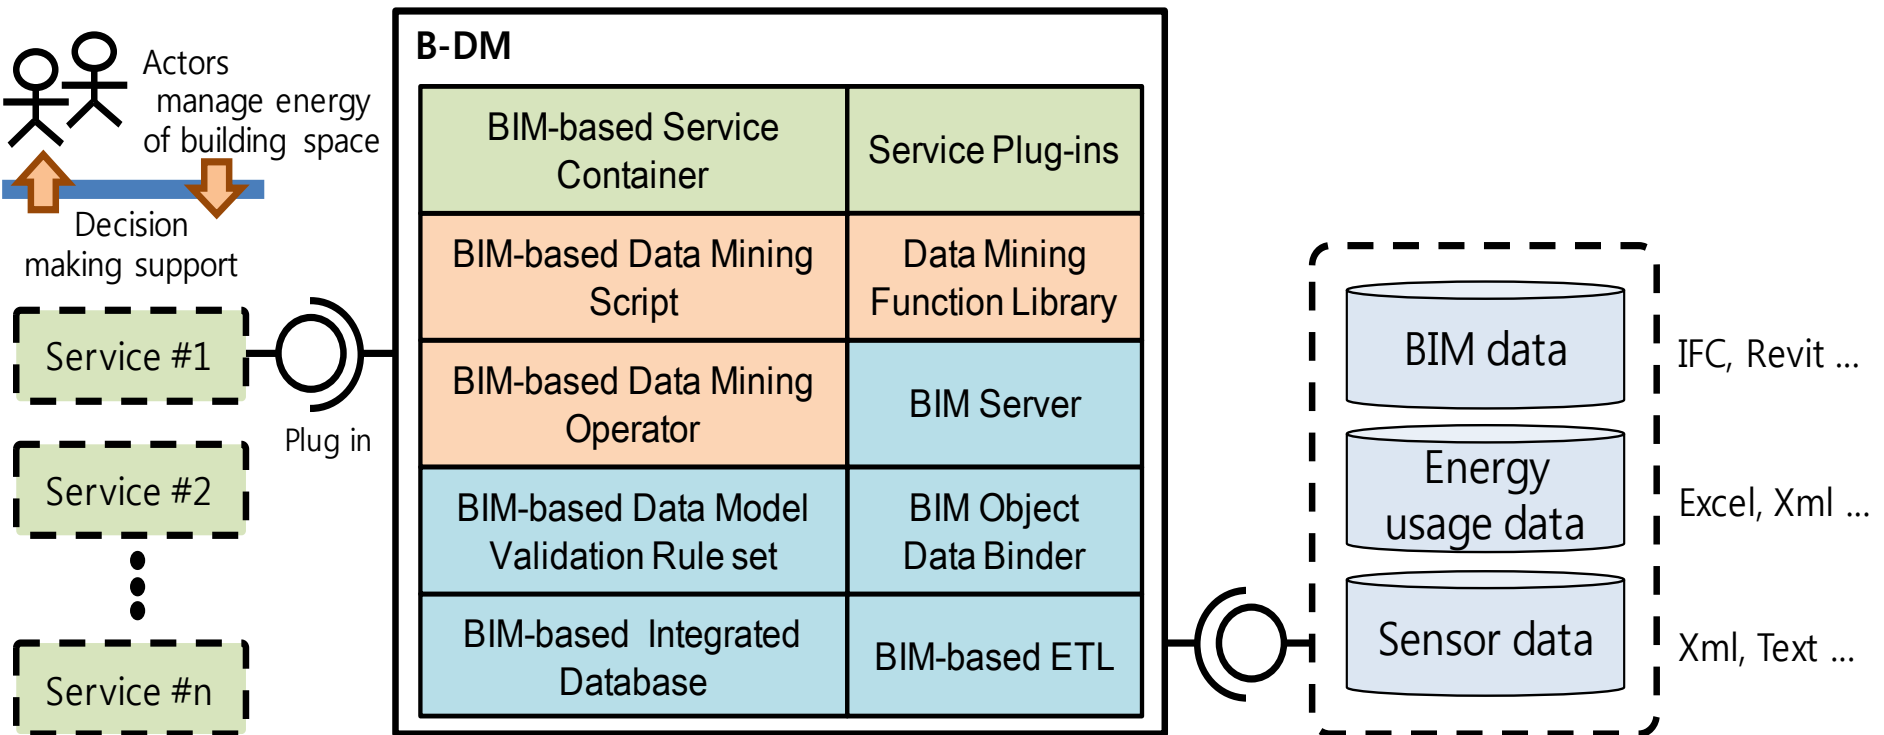 Actors
manage energy
of building space
Decision
making support
Service #1
Plug in
Service #2
Service #n
B-DM
BIM-based Service
Container
Service Plug-ins
BIM-based Data Mining
Script
Data Mining
Function Library
BIM-based Data Mining
Operator
BIM Server
BIM-based Data Model
Validation Rule set
BIM Object
Data Binder
BIM-based Integrated
Database
BIM-based ETL
BIM data
IFC, Revit ...
Energy
usage data
Excel, Xml ...
Sensor data
Xml, Text ...